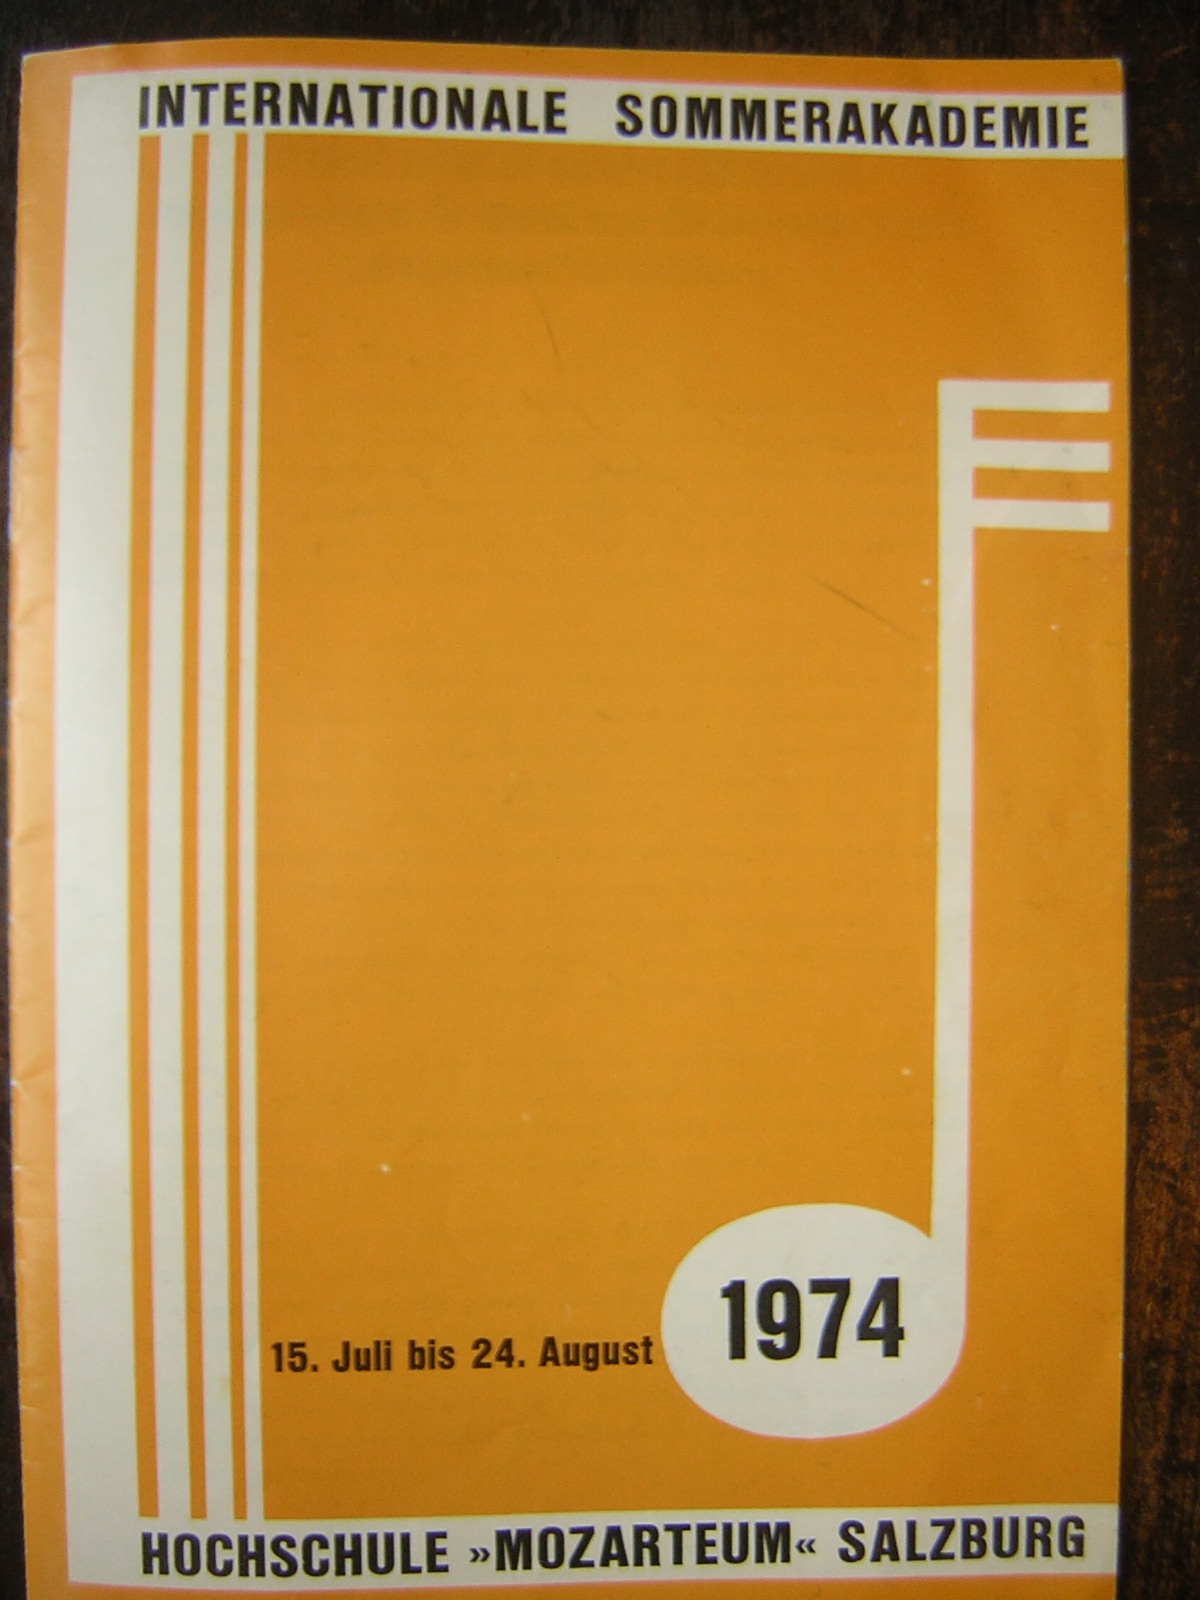 INTERNATIONALE SOMMERAKADEMIE
1974
15. Juli bis 24. August
HOCHSCHULE »MOZARTEUM« SALZBURG